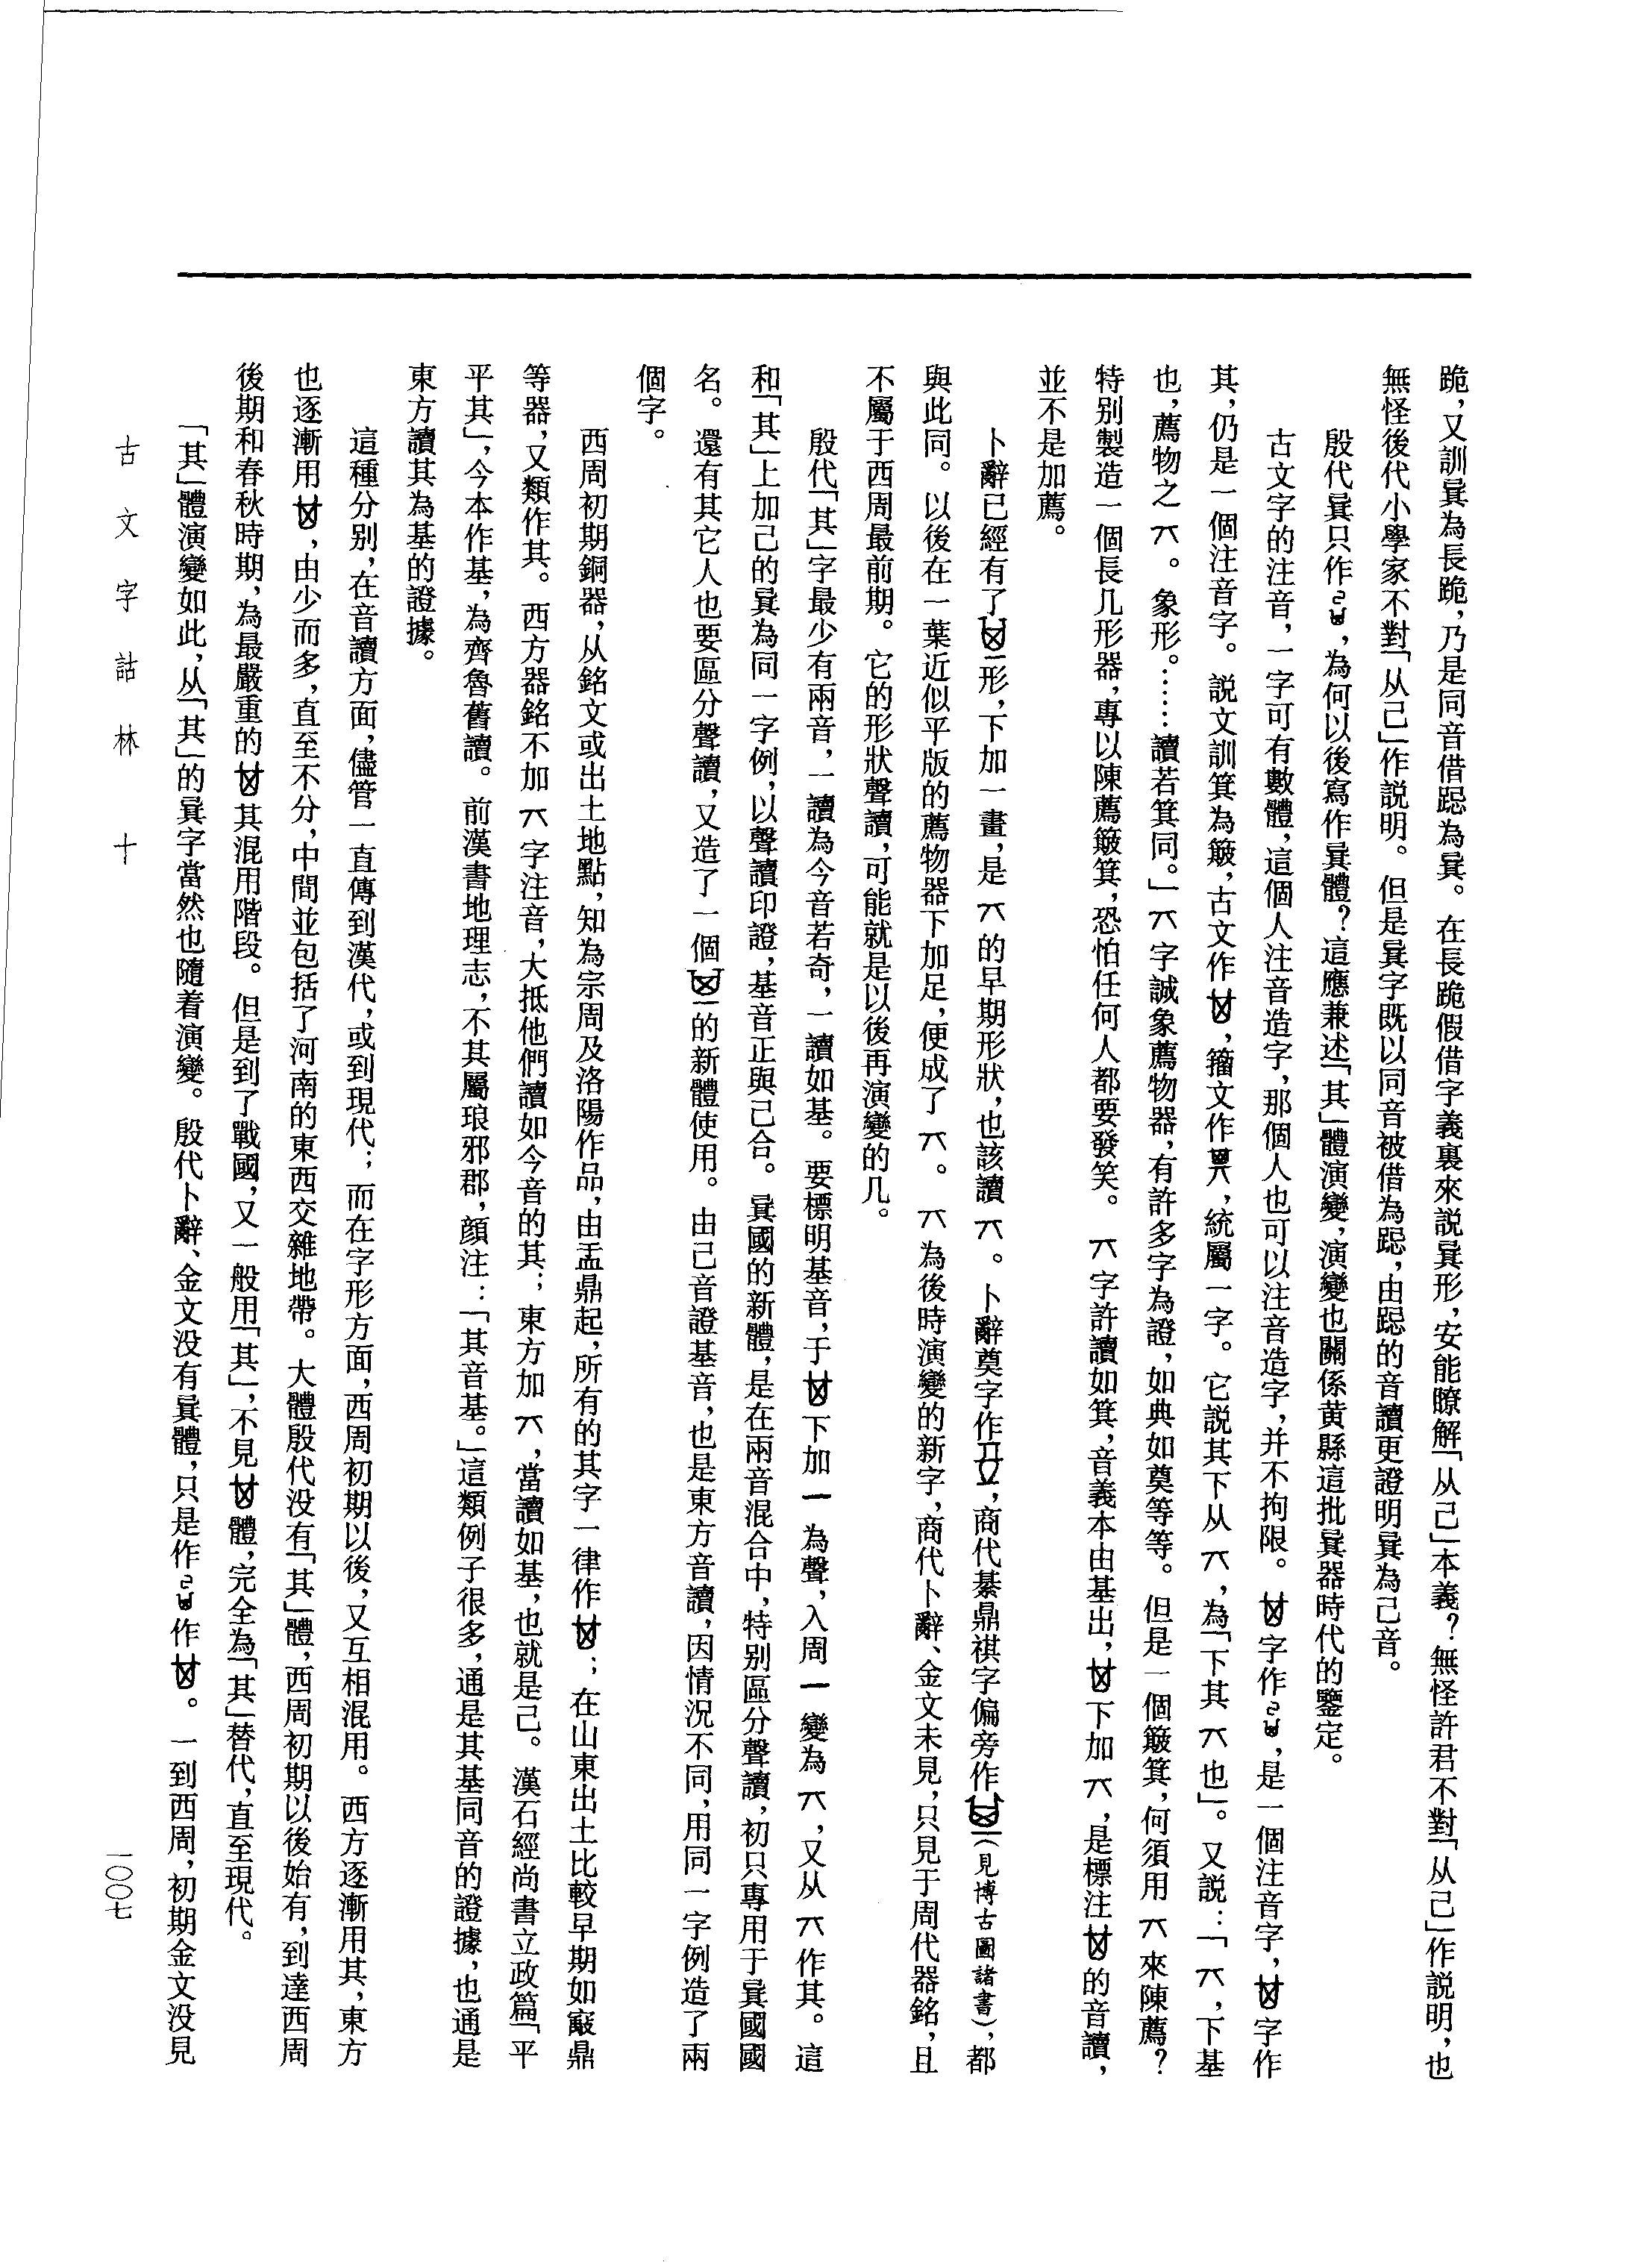 跪，又訓㠱為長跪，乃是同音借跽為㠱。在長跪假借字義裏來説㠱形，安能瞭解「从己」本義？無怪許君不對「从己」作説明，也
無怪後代小學家不對「从己」作説明。但是㠱字既以同音被借為跽，由跽的音讀更證明㠱為己音。
殷代㠱只作，為何以後寫作㠱體？這應兼述「其」體演變，演變也關係黃縣這批㠱器時代的鑒定。
古文字的注音，一字可有數體，這個人注音造字，那個人也可以注音造字，并不拘限。字作，是一個注音字，字作
其，仍是一個注音字。説文訓箕為簸，古文作，籀文作，統屬一字。它説其下从丌，為「下其丌也」。又説：「丌，下基
也，薦物之丌。象形。……讀若箕同。」丌字誠象薦物器，有許多字為證，如典如奠等等。但是一個簸箕，何須用丌來陳薦？
特別製造一個長几形器，專以陳薦簸箕，恐怕任何人都要發笑。丌字許讀如箕，音義本由基出，下加丌，是標注的音讀，
並不是加薦。
卜辭已經有了形，下加一畫，是丌的早期形狀，也該讀丌。卜辭奠字作，商代綦鼎祺字偏旁作（見博古圖諸書），都
與此同。以後在一葉近似平版的薦物器下加足，便成了丌。丌為後時演變的新字，商代卜辭、金文未見，只見于周代器銘，且
不屬于西周最前期。它的形狀聲讀，可能就是以後再演變的几。
殷代「其」字最少有兩音，一讀為今音若奇，一讀如基。要標明基音，于下加一為聲，入周一變為丌，又从丌作其。這
和「其」上加己的㠱為同一字例，以聲讀印證，基音正與己合。㠱國的新體，是在兩音混合中，特別區分聲讀，初只專用于㠱國國
名。還有其它人也要區分聲讀，又造了一個的新體使用。由己音證基音，也是東方音讀，因情況不同，用同一字例造了兩
個字。
西周初期銅器，从銘文或出土地點，知為宗周及洛陽作品，由盂鼎起，所有的其字一律作；在山東出土比較早期如鼎
等器，又類作其。西方器銘不加丌字注音，大抵他們讀如今音的其；東方加丌，當讀如基，也就是己。漢石經尚書立政篇「平
平其」，今本作基，為齊魯舊讀。前漢書地理志，不其屬琅邪郡，顏注：「其音基。」這類例子很多，通是其基同音的證據，也通是
東方讀其為基的證據。
這種分別，在音讀方面，儘管一直傳到漢代，或到現代；而在字形方面，西周初期以後，又互相混用。西方逐漸用其，東方
也逐漸用，由少而多，直至不分，中間並包括了河南的東西交雜地帶。大體殷代没有「其」體，西周初期以後始有，到達西周
後期和春秋時期，為最嚴重的其混用階段。但是到了戰國，又一般用「其」，不見體，完全為「其」替代，直至現代。
「其」體演變如此，从「其」的㠱字當然也隨着演變。殷代卜辭、金文没有㠱體，只是作作。一到西周，初期金文没見
古文字詁林 十
一〇〇七